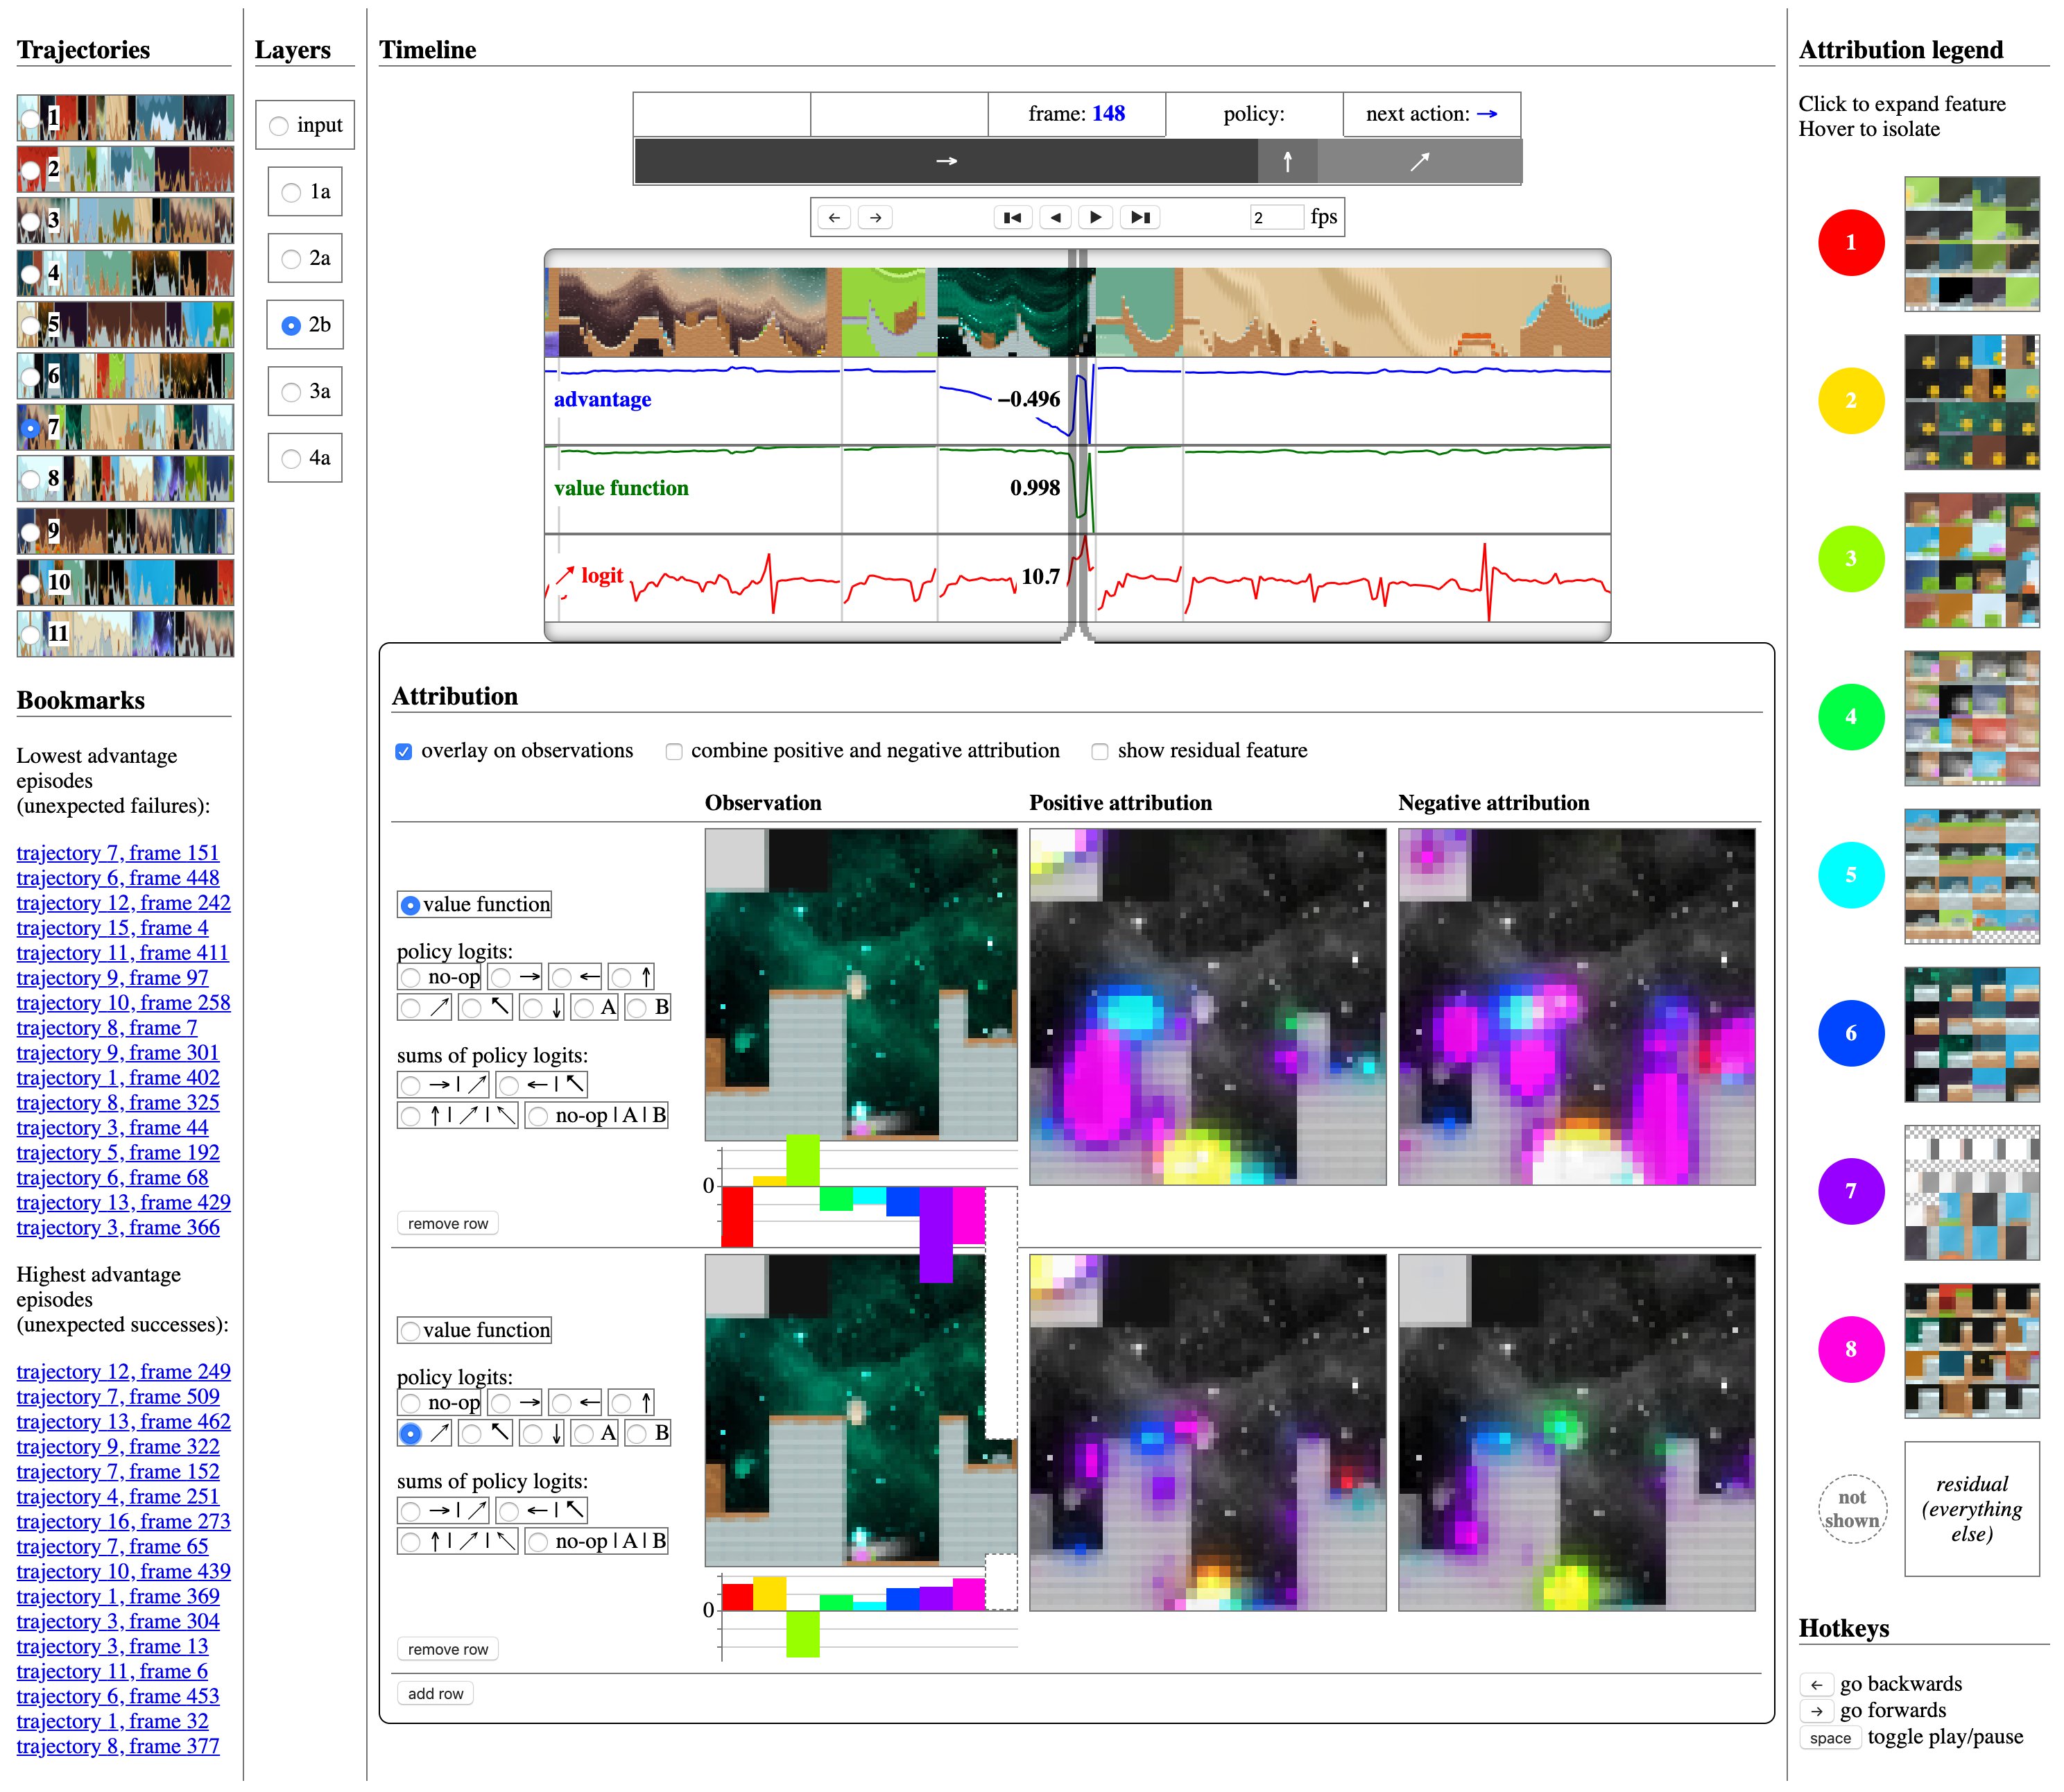 Trajectories
1
2
3
4
5
6
7
8
9
10
11
Bookmarks
Lowest advantage
episodes
(unexpected failures):
trajectory 7, frame 151
trajectory 6, frame 448
trajectory 12, frame 242
trajectory 15, frame 4
trajectory 11, frame 411
trajectory 9, frame 97
trajectory 10, frame 258
trajectory 8, frame 7
trajectory 9, frame 301
trajectory 1, frame 402
trajectory 8, frame 325
trajectory 3, frame 44
trajectory 5, frame 192
trajectory 6, frame 68
trajectory 13, frame 429
trajectory 3, frame 366
Highest advantage
episodes
(unexpected successes):
trajectory 12, frame 249
trajectory 7, frame 509
trajectory 13, frame 462
trajectory 9, frame 322
trajectory 7, frame 152
trajectory 4, frame 251
trajectory 16, frame 273
trajectory 7, frame 65
trajectory 10, frame 439
trajectory 1, frame 369
trajectory 3, frame 304
trajectory 3, frame 13
trajectory 11, frame 6
trajectory 6, frame 453
trajectory 1, frame 32
trajectory 8, frame 377
Layers
input
1a
2a
2b
3a
4a
Timeline
frame: 148 policy: next action: →
→ ↑ ↗
← → 2 fps
advantage −0.496
value function 0.998
↗ logit 10.7
Attribution
overlay on observations combine positive and negative attribution show residual feature
Observation Positive attribution Negative attribution
value function
policy logits:
no-op → ← ↑
↗ ↖ ↓ A B
sums of policy logits:
→ | ↗ ← | ↖
↑ | ↗ | ↖ no-op | A | B
0
remove row
value function
policy logits:
no-op → ← ↑
↗ ↖ ↓ A B
sums of policy logits:
→ | ↗ ← | ↖
↑ | ↗ | ↖ no-op | A | B
0
remove row
add row
Attribution legend
Click to expand feature
Hover to isolate
1
2
3
4
5
6
7
8
not
shown
residual
(everything
else)
Hotkeys
← go backwards
→ go forwards
space toggle play/pause